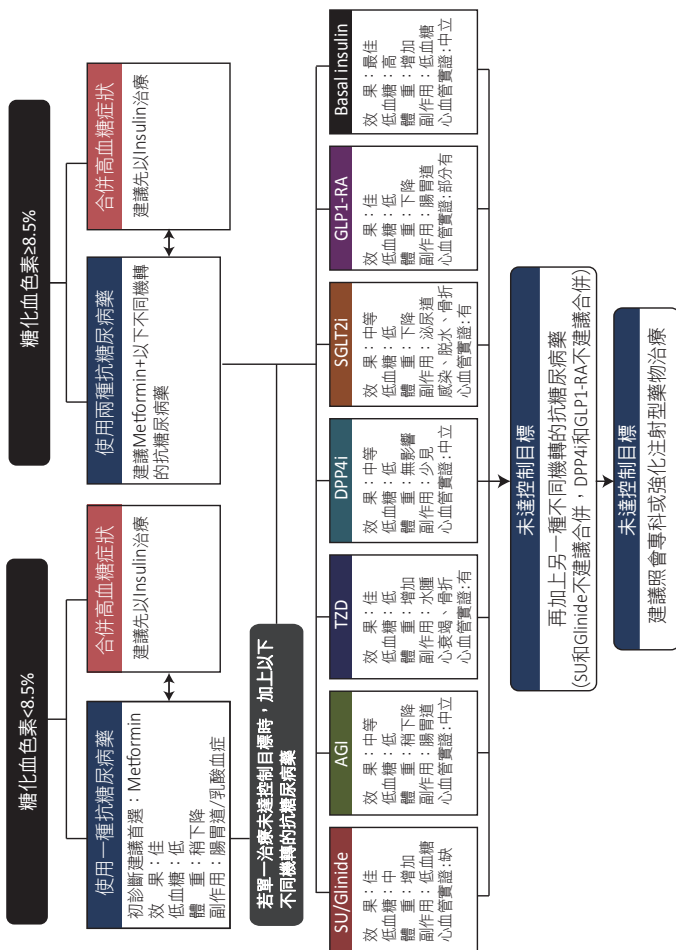 糖化血色素<8.5%
使用一種抗糖尿病藥
初診斷建議首選：Metformin
效　果：佳
低血糖：低
體　重：稍下降
副作用：腸胃道/乳酸血症
合併高血糖症狀
建議先以Insulin治療
糖化血色素≥8.5%
使用兩種抗糖尿病藥
建議Metformin+以下不同機轉
的抗糖尿病藥
合併高血糖症狀
建議先以Insulin治療
若單一治療未達控制目標時，加上以下
不同機轉的抗糖尿病藥
SU/Glinide
效　果：佳
低血糖：中
體　重：增加
副作用：低血糖
心血管實證：缺
AGI
效　果：中等
低血糖：低
體　重：稍下降
副作用：腸胃道
心血管實證：中立
TZD
效　果：佳
低血糖：低
體　重：增加
副作用：水腫
心衰竭、骨折
心血管實證：有
DPP4i
效　果：中等
低血糖：低
體　重：無影響
副作用：少見
心血管實證：中立
SGLT2i
效　果：中等
低血糖：低
體　重：下降
副作用：泌尿道
感染、脱水、骨折
心血管實證：有
GLP1-RA
效　果：佳
低血糖：低
體　重：下降
副作用：腸胃道
心血管實證：部分有
Basal insulin
效　果：最佳
低血糖：高
體　重：增加
副作用：低血糖
心血管實證：中立
未達控制目標
再加上另一種不同機轉的抗糖尿病藥
(SU和Glinide不建議合併，DPP4i和GLP1-RA不建議合併)
未達控制目標
建議照會專科或強化注射型藥物治療